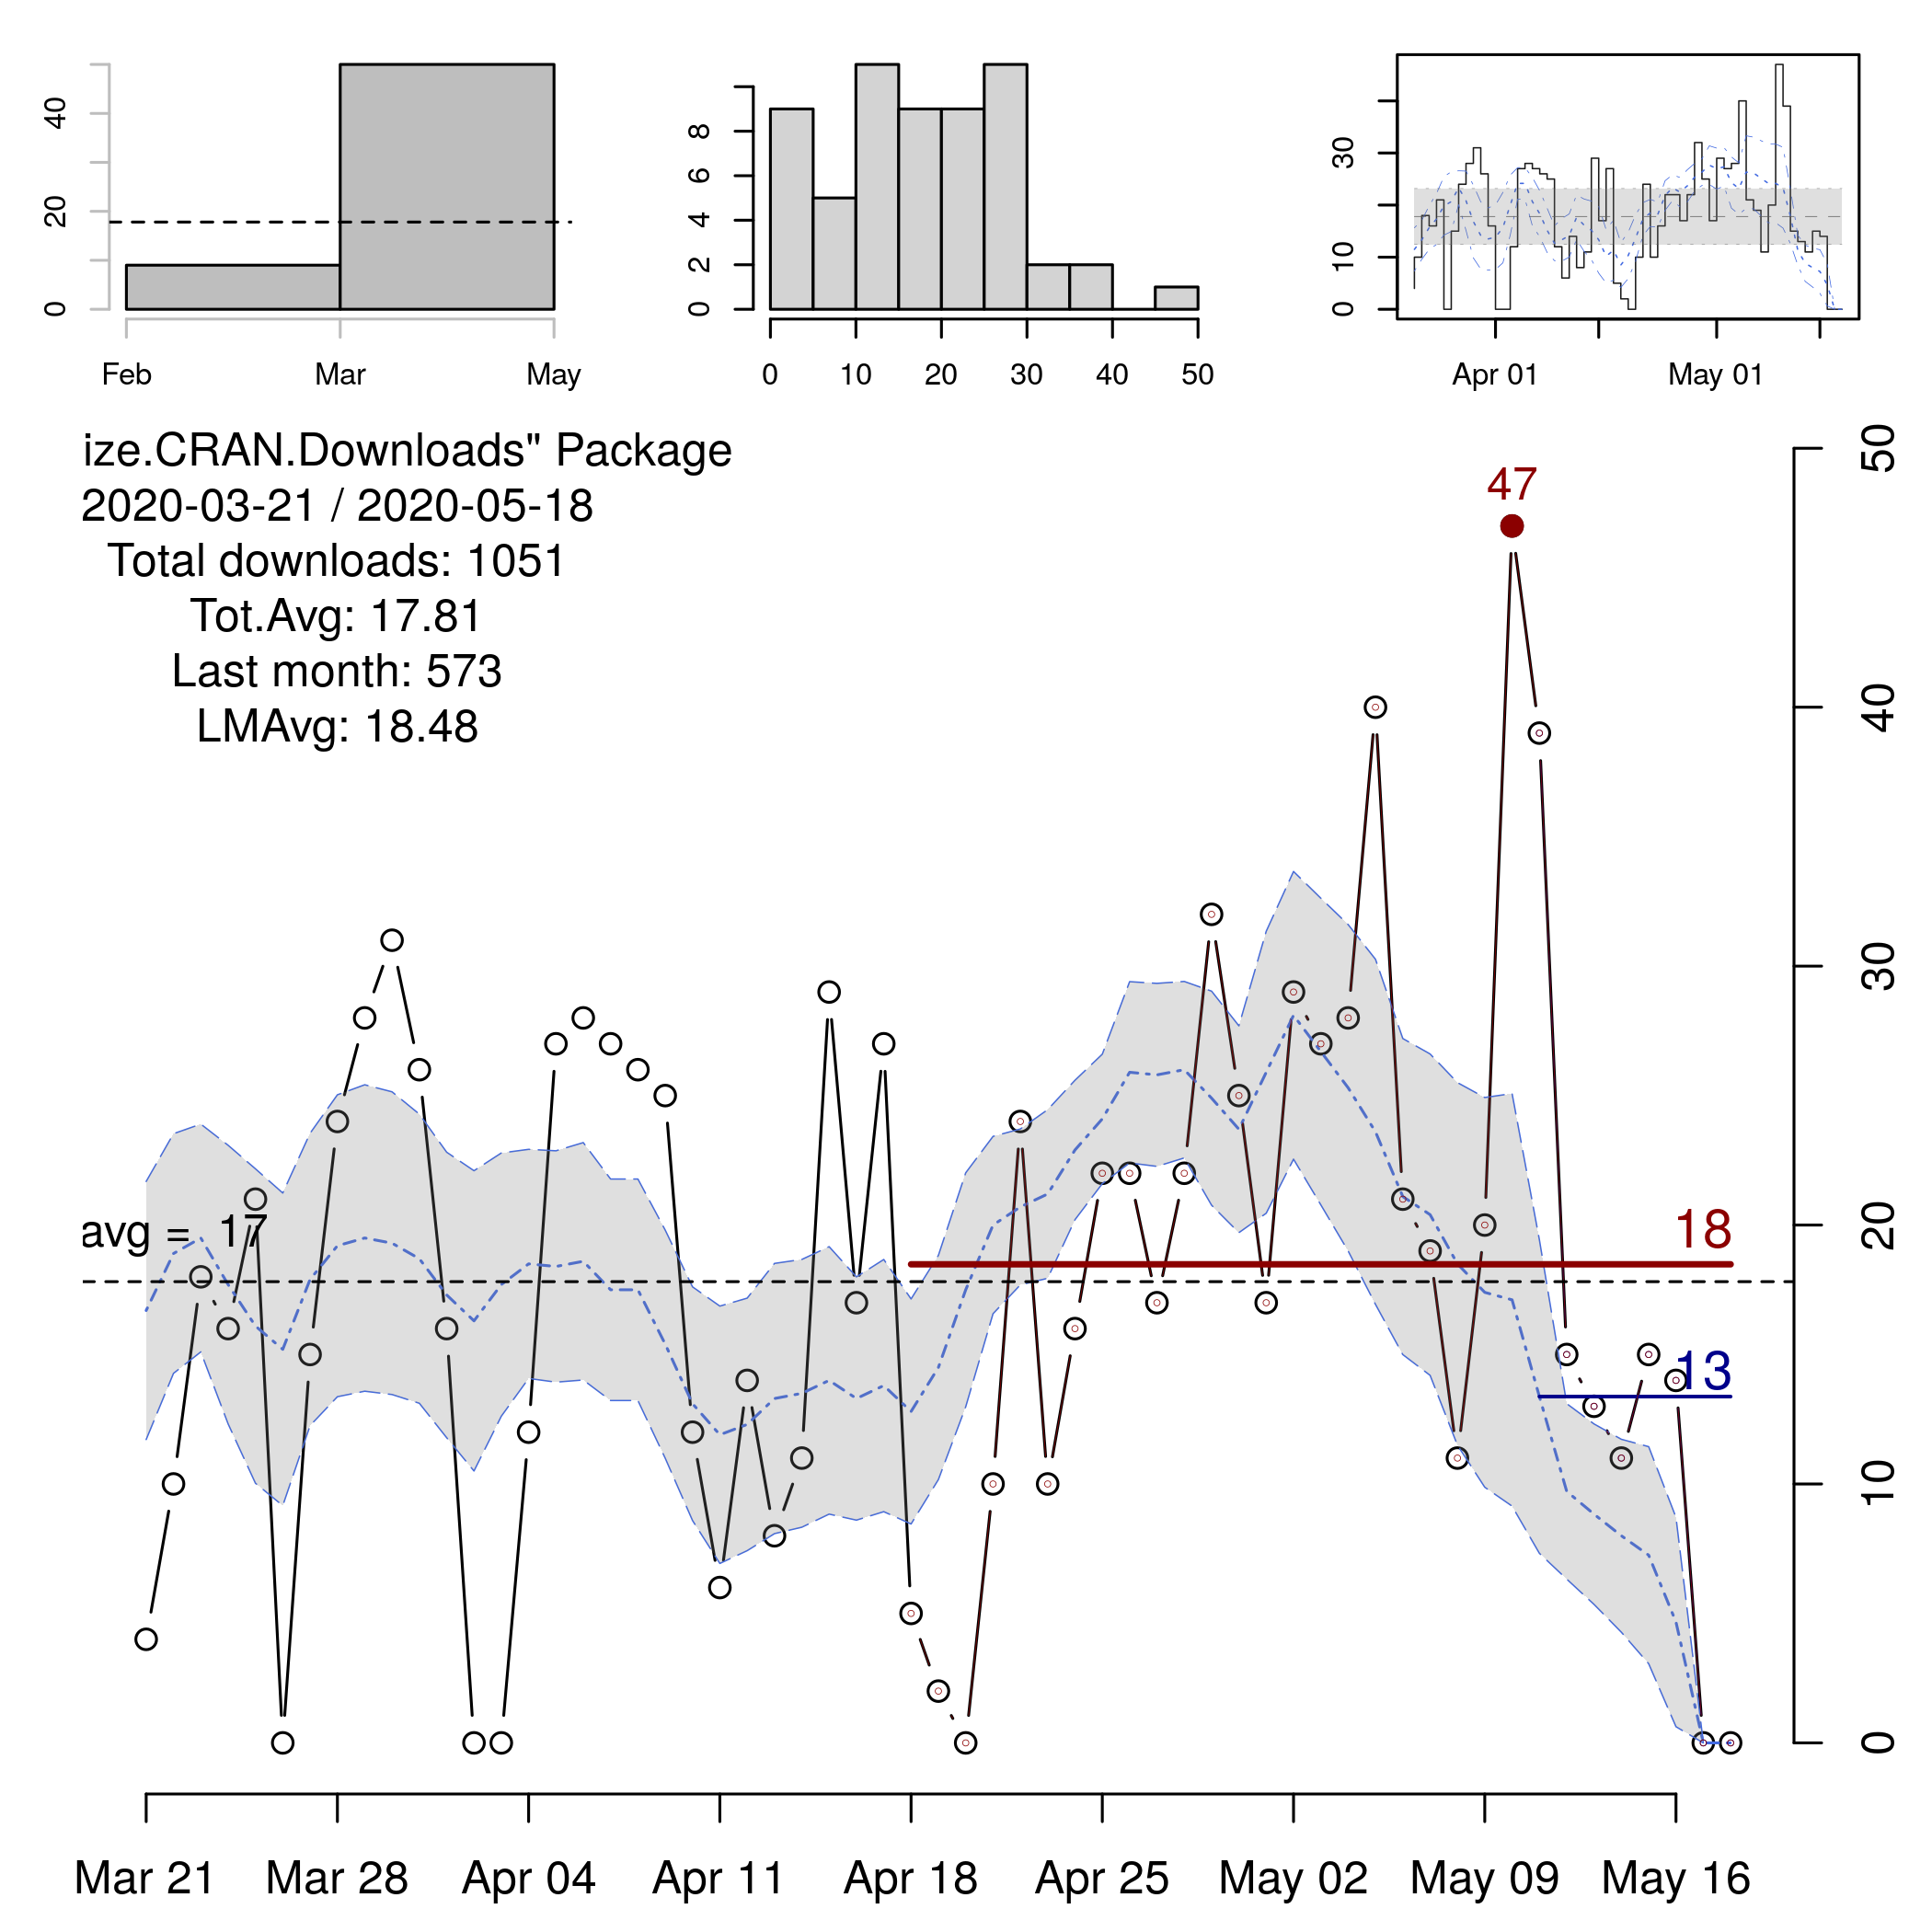 0 20 40
Feb Mar May
0 2 4 6 8
0 10 20 30 40 50
0 10 30
Apr 01 May 01
ize.CRAN.Downloads" Package
2020-03-21 / 2020-05-18
Total downloads: 1051
Tot.Avg: 17.81
Last month: 573
LMAvg: 18.48
47
avg = 17
18
13
0 10 20 30 40 50
Mar 21 Mar 28 Apr 04 Apr 11 Apr 18 Apr 25 May 02 May 09 May 16